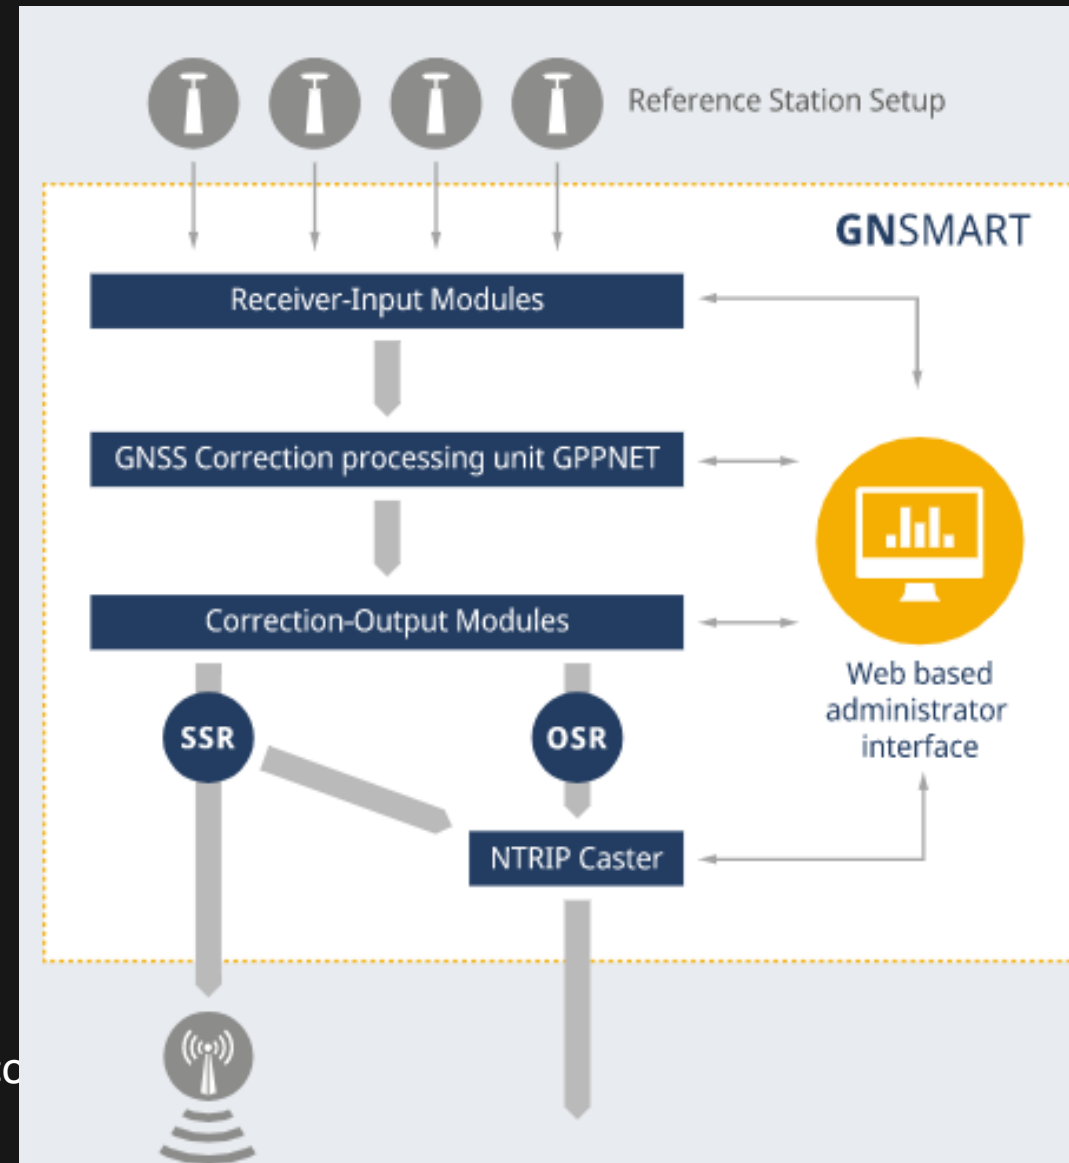 Reference Station Setup
GNSMART
Receiver-Input Modules
GNSS Correction processing unit GPPNET
Correction-Output Modules
Web based
administrator
interface
SSR
OSR
NTRIP Caster